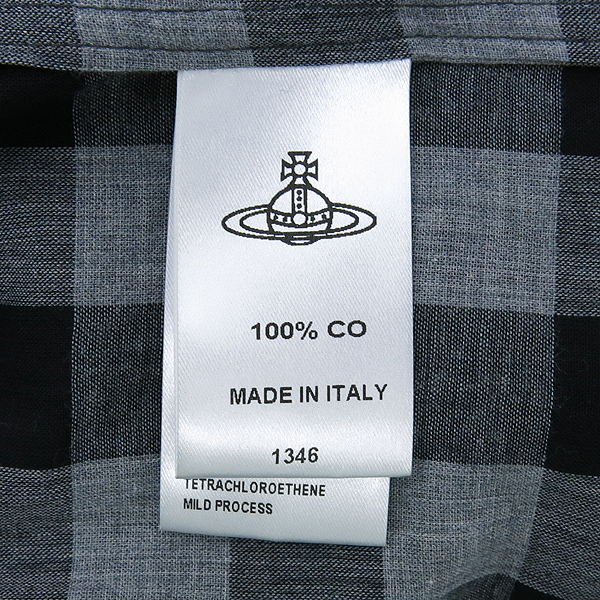 100% CO
MADE IN ITALY
1346
TETRACHLOROETHENE
MILD PROCESS